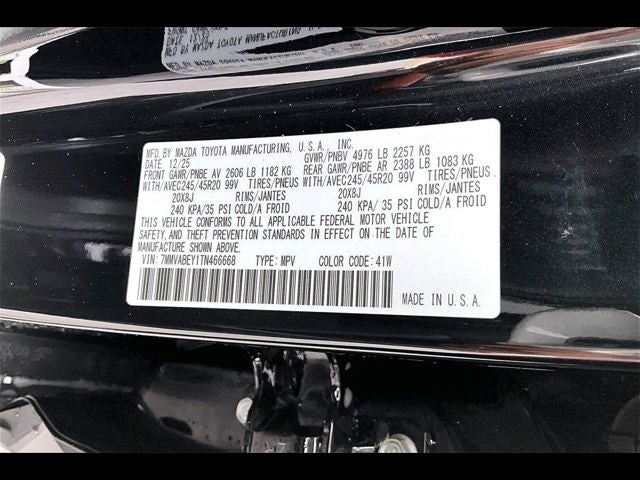 MFD. BY MAZDA TOYOTA MANUFACTURING, U.S.A., INC.
12/25 GVWR/PNBV 4976 LB 2257 KG
FRONT GAWR/PNBE AV 2606 LB 1182 KG REAR GAWR/PNBE AR 2388 LB 1083 KG
WITH/AVEC245/45R20 99V TIRES/PNEUS WITH/AVEC245/45R20 99V TIRES/PNEUS
20X8J RIMS/JANTES 20X8J RIMS/JANTES
240 KPA/35 PSI COLD/A FROID 240 KPA/35 PSI COLD/A FROID
THIS VEHICLE CONFORMS TO ALL APPLICABLE FEDERAL MOTOR VEHICLE
SAFETY, AND THEFT PREVENTION STANDARDS IN EFFECT ON THE DATE OF
MANUFACTURE SHOWN ABOVE.
VIN: 7MMVABEY1TN466668 TYPE: MPV COLOR CODE: 41W
MADE IN U.S.A.